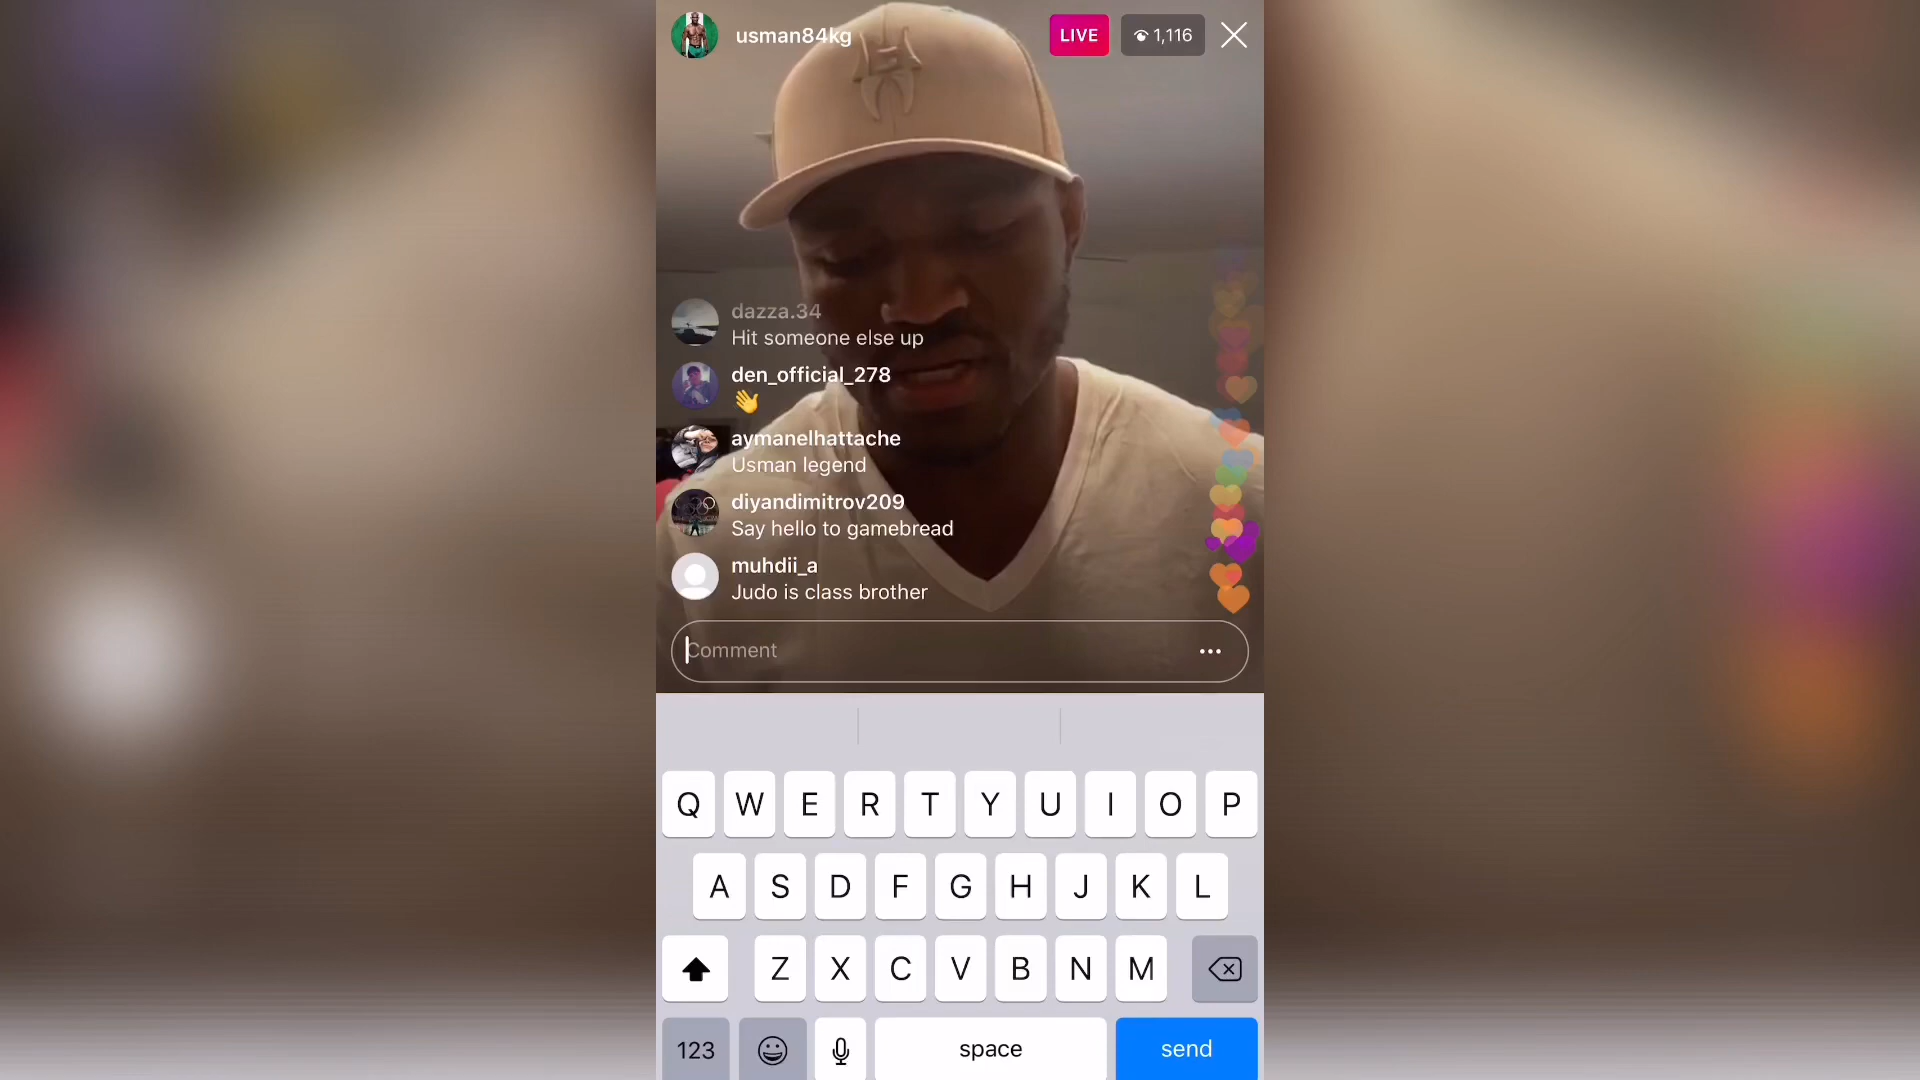 usman84kg
LIVE
1,116
dazza.34
Hit someone else up
den_official_278
👋
aymanelhattache
Usman legend
diyandimitrov209
Say hello to gamebread
muhdii_a
Judo is class brother
Comment
Q W E R T Y U I O P
A S D F G H J K L
Z X C V B N M
123 space send